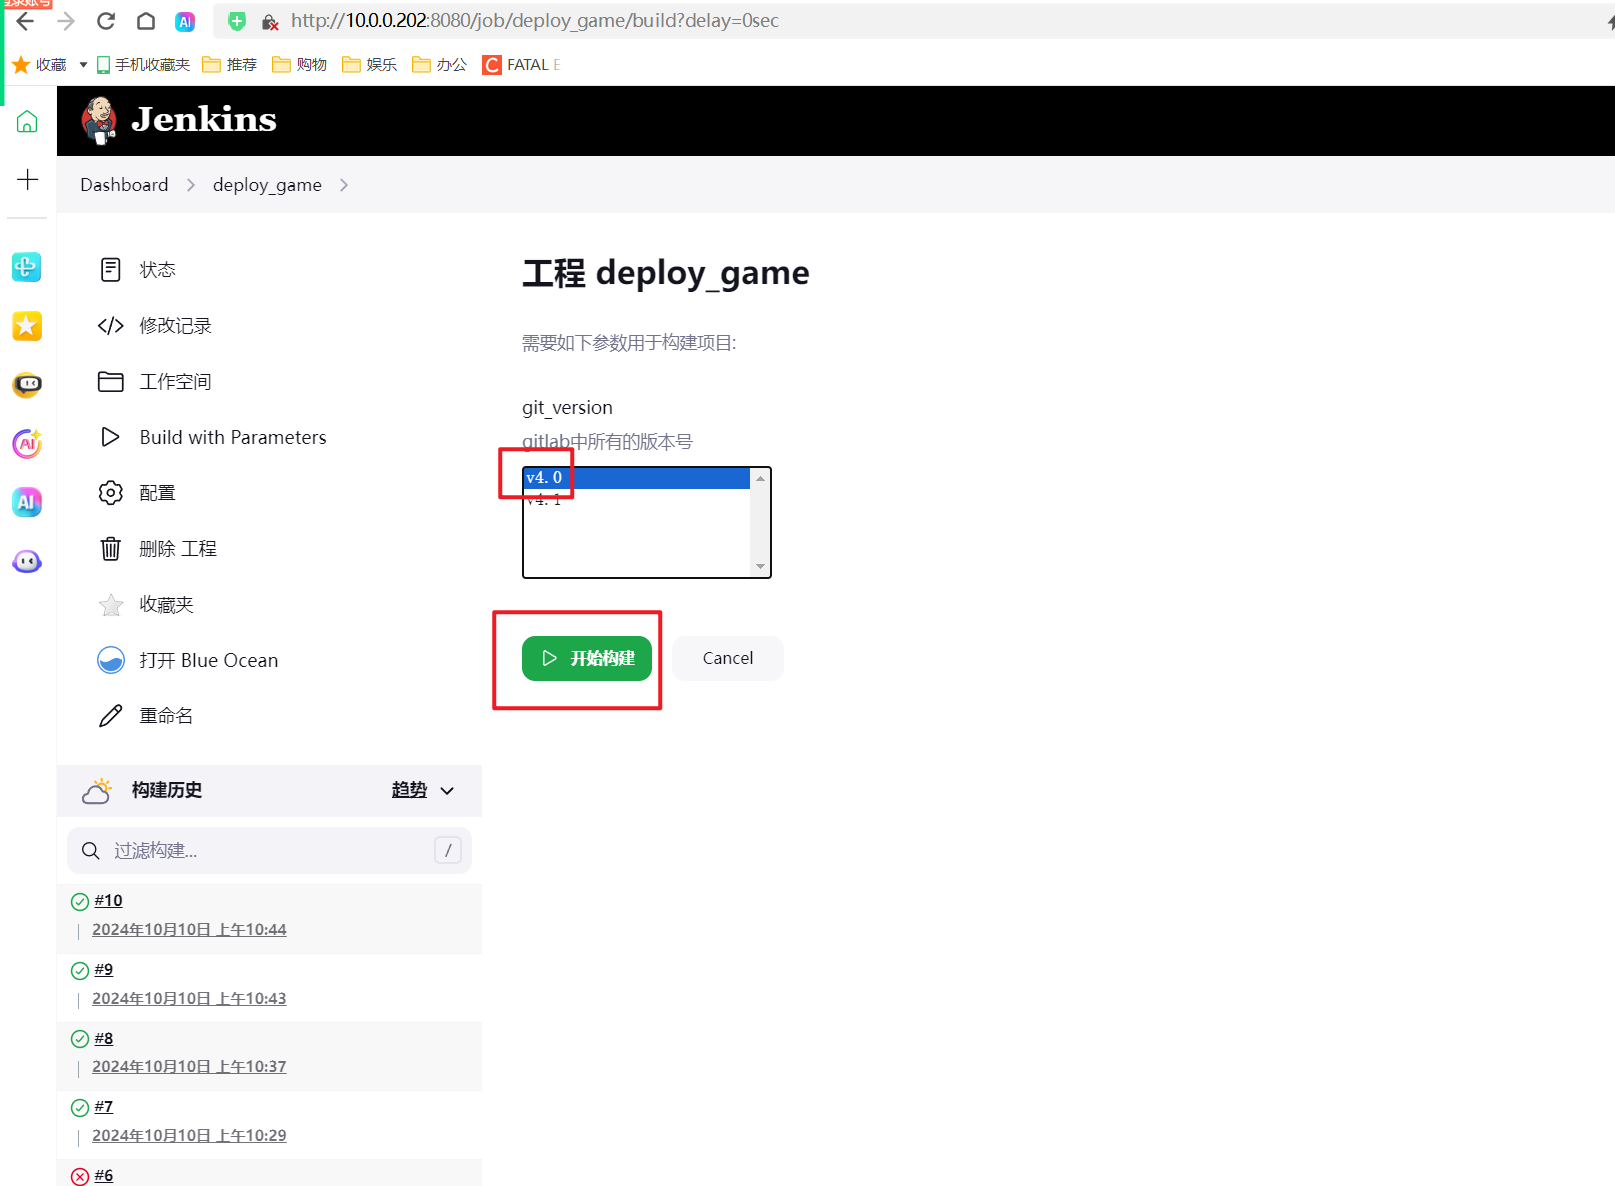 登录账号
AI
http://10.0.0.202:8080/job/deploy_game/build?delay=0sec
收藏
手机收藏夹
推荐
购物
娱乐
办公
C FATAL E
Jenkins
Dashboard
deploy_game
状态
修改记录
工作空间
Build with Parameters
配置
删除 工程
收藏夹
打开 Blue Ocean
重命名
AI
AI
工程 deploy_game
需要如下参数用于构建项目:
git_version
gitlab中所有的版本号
v4.0
v4.1
开始构建
Cancel
构建历史
趋势
过滤构建...
/
#10
2024年10月10日 上午10:44
#9
2024年10月10日 上午10:43
#8
2024年10月10日 上午10:37
#7
2024年10月10日 上午10:29
#6